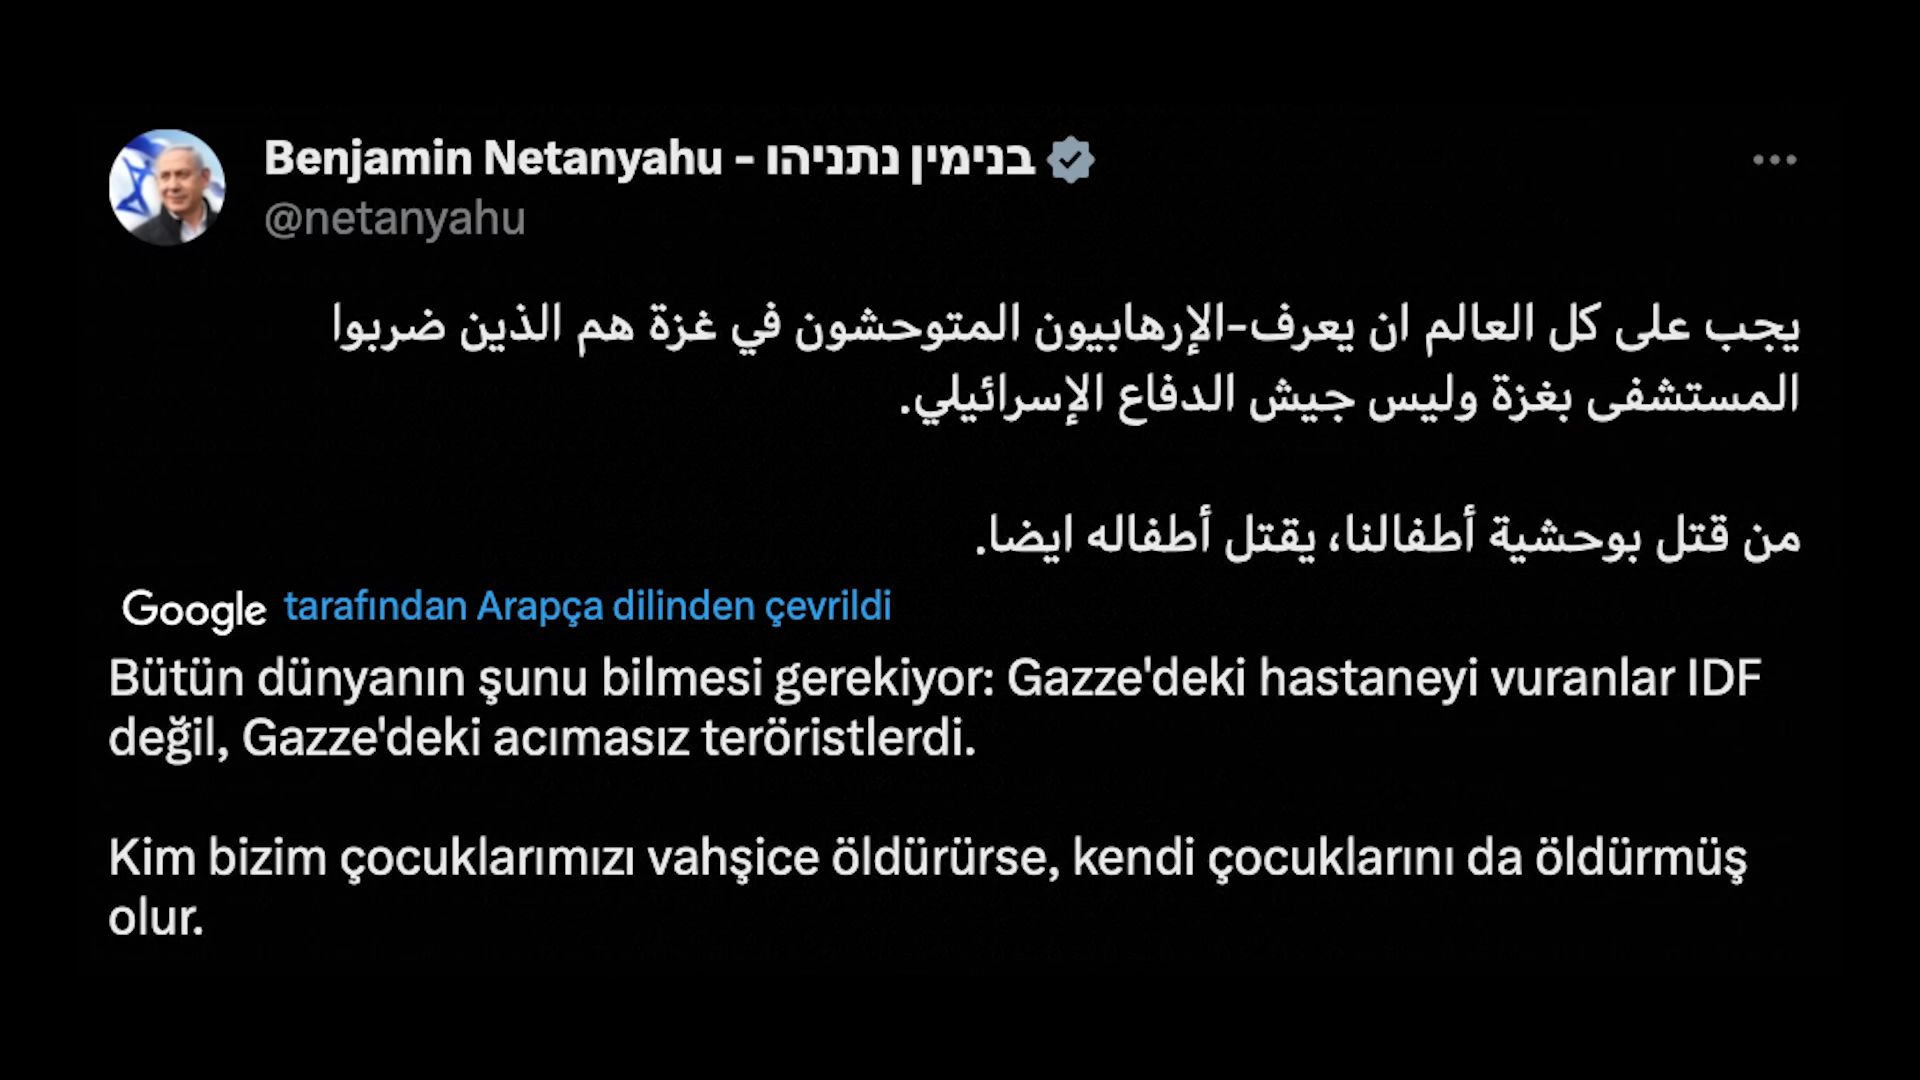 Benjamin Netanyahu - בנימין נתניהו
@netanyahu
يجب على كل العالم ان يعرف-الإرهابيون المتوحشون في غزة هم الذين ضربوا
المستشفى بغزة وليس جيش الدفاع الإسرائيلي.
من قتل بوحشية أطفالنا، يقتل أطفاله ايضا.
Google tarafından Arapça dilinden çevrildi
Bütün dünyanın şunu bilmesi gerekiyor: Gazze'deki hastaneyi vuranlar IDF
değil, Gazze'deki acımasız teröristlerdi.
Kim bizim çocuklarımızı vahşice öldürürse, kendi çocuklarını da öldürmüş
olur.